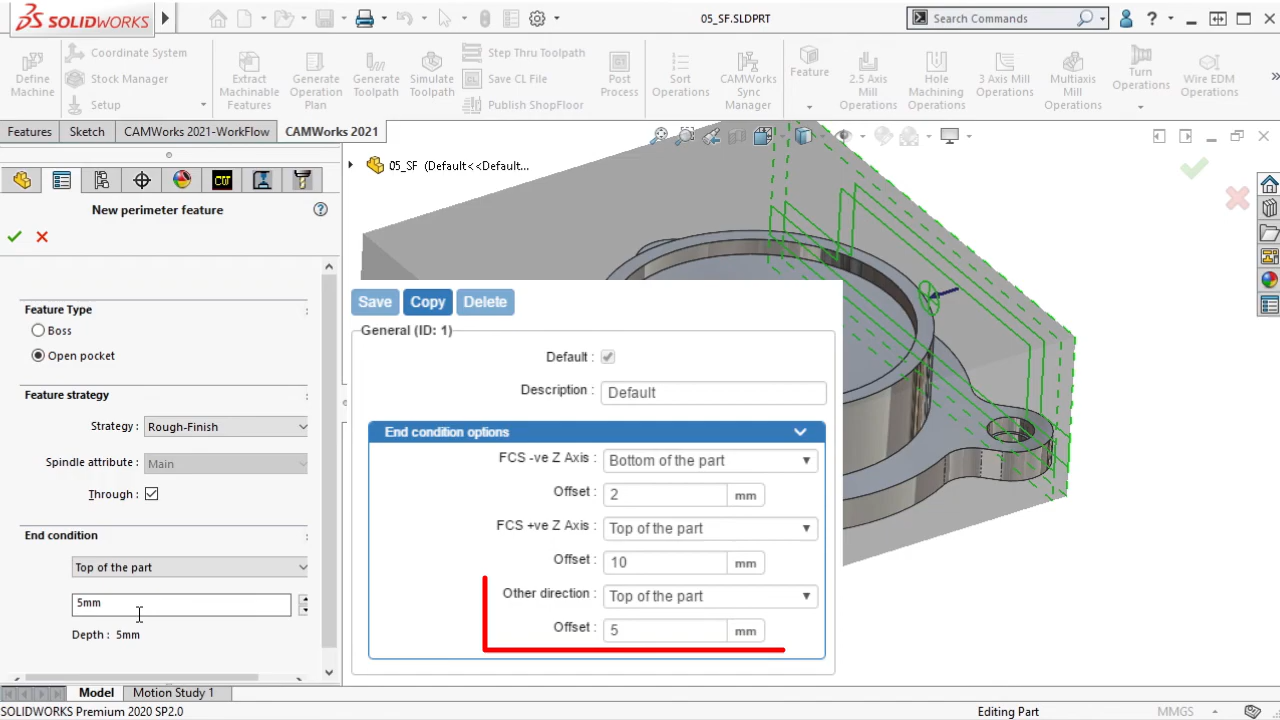 SOLIDWORKS
05_SF.SLDPRT
Search Commands
?
Define Machine
Coordinate System
Stock Manager
Setup
Extract Machinable Features
Generate Operation Plan
Generate Toolpath
Simulate Toolpath
Step Thru Toolpath
Save CL File
Publish ShopFloor
Post Process
Sort Operations
CAMWorks Sync Manager
Feature
2.5 Axis Mill Operations
Hole Machining Operations
3 Axis Mill Operations
Multiaxis Mill Operations
Turn Operations
Wire EDM Operations
Features
Sketch
CAMWorks 2021-WorkFlow
CAMWorks 2021
05_SF (Default<<Default...
New perimeter feature
?
Feature Type
Boss
Open pocket
Feature strategy
Strategy : Rough-Finish
Spindle attribute : Main
Through :
End condition
Top of the part
5mm
Depth : 5mm
Save Copy Delete
General (ID: 1)
Default :
Description : Default
End condition options
FCS -ve Z Axis : Bottom of the part
Offset : 2 mm
FCS +ve Z Axis : Top of the part
Offset : 10 mm
Other direction : Top of the part
Offset : 5 mm
Model
Motion Study 1
SOLIDWORKS Premium 2020 SP2.0
Editing Part
MMGS